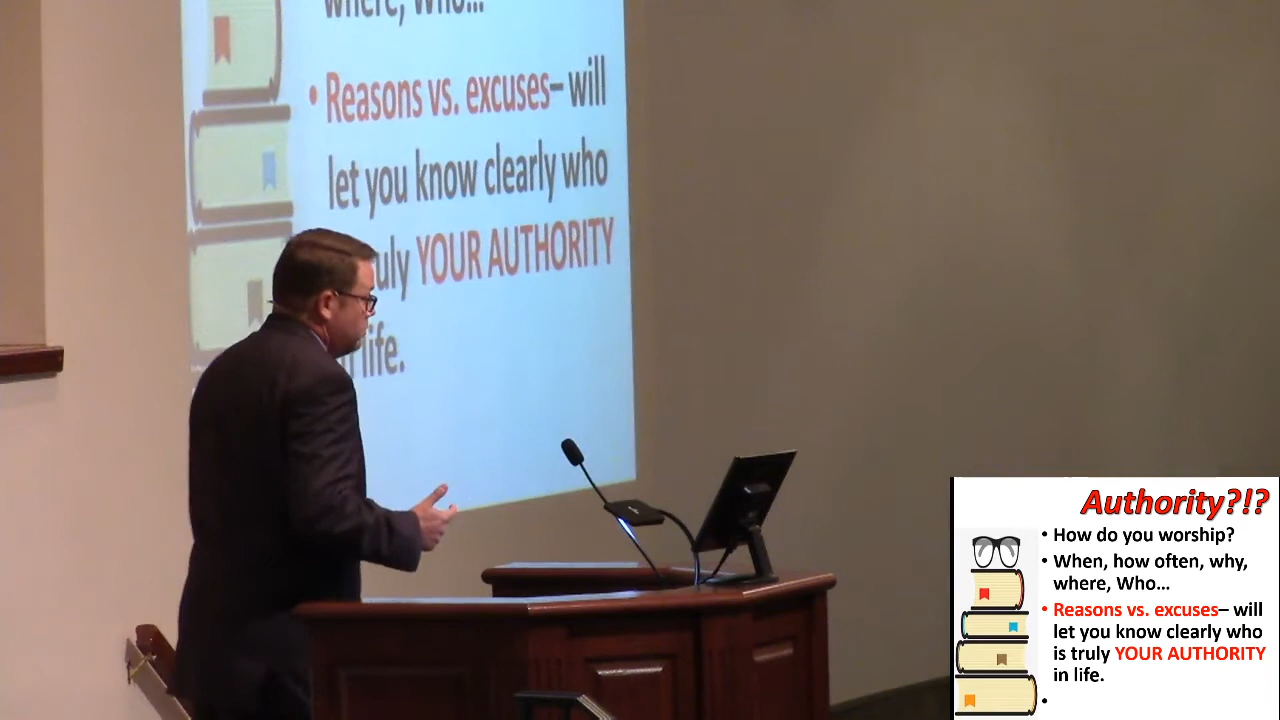 where, Who...
• Reasons vs. excuses– will
let you know clearly who
uly YOUR AUTHORITY
life.
Authority?!?
• How do you worship?
• When, how often, why,
where, Who...
• Reasons vs. excuses– will
let you know clearly who
is truly YOUR AUTHORITY
in life.
•